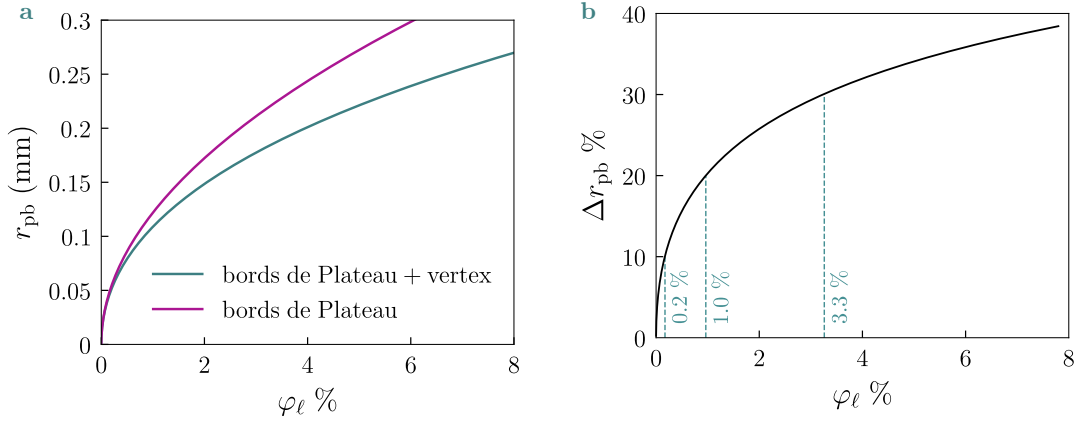 a
0.3
0.25
0.2
0.15
0.1
0.05
0
r_pb (mm)
bords de Plateau + vertex
bords de Plateau
0 2 4 6 8
φ_ℓ %
b
40
30
20
10
0
Δr_pb %
0.2 %
1.0 %
3.3 %
0 2 4 6 8
φ_ℓ %